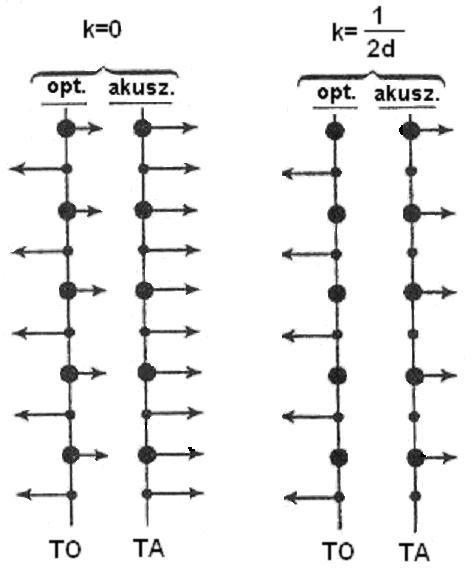 k=0
opt. akusz.
TO TA
k=1/2d
opt. akusz.
TO TA